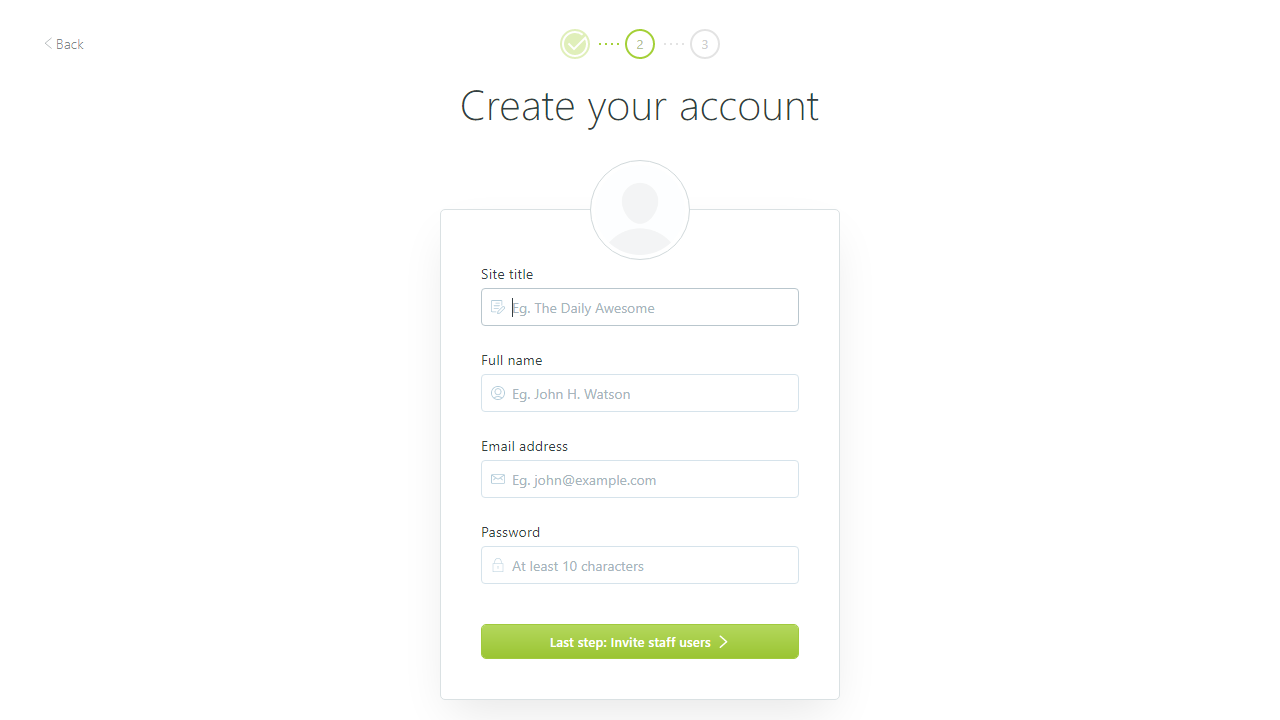 Back
2
3
Create your account
Site title
Eg. The Daily Awesome
Full name
Eg. John H. Watson
Email address
Eg. john@example.com
Password
At least 10 characters
Last step: Invite staff users